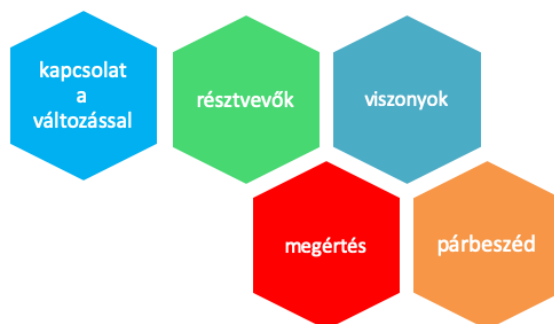 kapcsolat
a
változással
résztvevők
viszonyok
megértés
párbeszéd